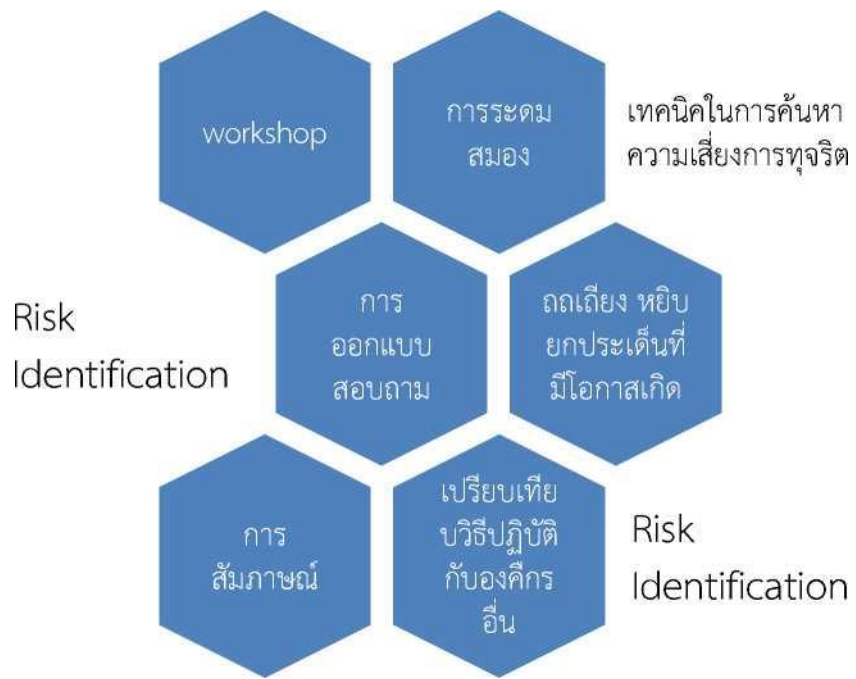 workshop
การระดม
สมอง
เทคนิคในการค้นหา
ความเสี่ยงการทุจริต
Risk
Identification
การ
ออกแบบ
สอบถาม
ถถเถียง หยิบ
ยกประเด็นที่
มีโอกาสเกิด
การ
สัมภาษณ์
เปรียบเทีย
บวิธีปฏิบัติ
กับองค์กร
อื่น
Risk
Identification